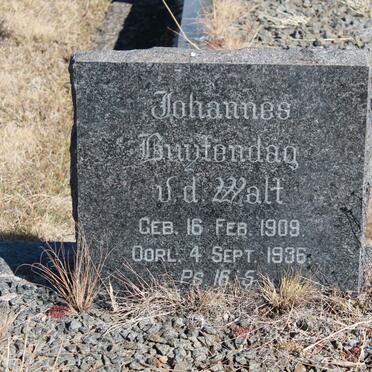 Johannes
Buytendag
v.d. Walt
GEB. 16 FEB. 1909.
OORL. 4 SEPT. 1936
PS 16:5